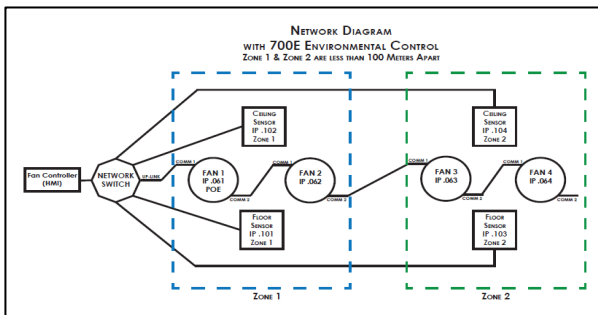 NETWORK DIAGRAM
WITH 700E ENVIRONMENTAL CONTROL
ZONE 1 & ZONE 2 ARE LESS THAN 100 METERS APART
CEILING
SENSOR
IP .102
ZONE 1
CEILING
SENSOR
IP .104
ZONE 2
Fan Controller
(HMI)
NETWORK
SWITCH
UP-LINK
COMM 1
FAN 1
IP .061
POE
COMM 2
COMM 1
FAN 2
IP .062
COMM 2
COMM 1
FAN 3
IP .063
COMM 2
COMM 1
FAN 4
IP .064
COMM 2
FLOOR
SENSOR
IP .101
ZONE 1
FLOOR
SENSOR
IP .103
ZONE 2
ZONE 1
ZONE 2